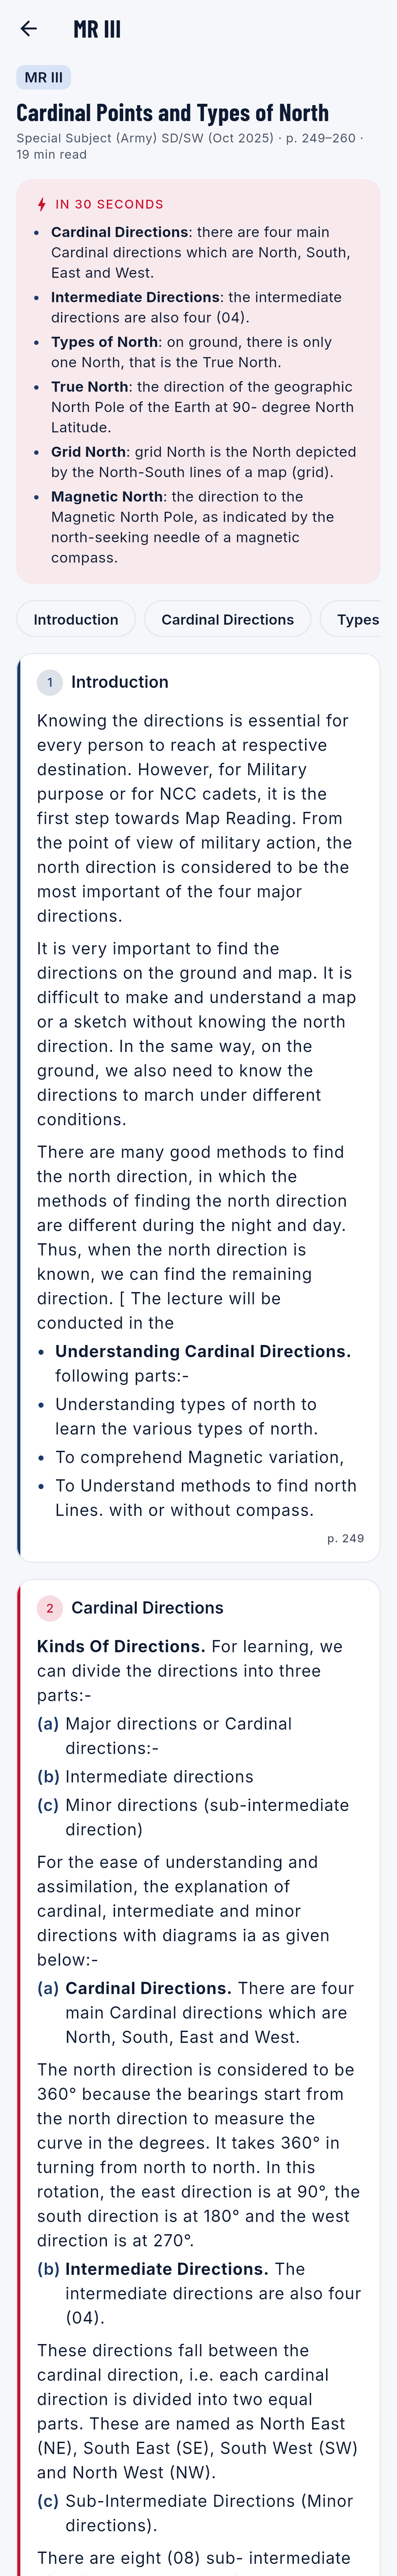 MR III
MR III
Cardinal Points and Types of North
Special Subject (Army) SD/SW (Oct 2025) · p. 249–260 ·
19 min read
IN 30 SECONDS
• Cardinal Directions: there are four main
Cardinal directions which are North, South,
East and West.
• Intermediate Directions: the intermediate
directions are also four (04).
• Types of North: on ground, there is only
one North, that is the True North.
• True North: the direction of the geographic
North Pole of the Earth at 90- degree North
Latitude.
• Grid North: grid North is the North depicted
by the North-South lines of a map (grid).
• Magnetic North: the direction to the
Magnetic North Pole, as indicated by the
north-seeking needle of a magnetic
compass.
Introduction
Cardinal Directions
Types
1 Introduction
Knowing the directions is essential for
every person to reach at respective
destination. However, for Military
purpose or for NCC cadets, it is the
first step towards Map Reading. From
the point of view of military action, the
north direction is considered to be the
most important of the four major
directions.
It is very important to find the
directions on the ground and map. It is
difficult to make and understand a map
or a sketch without knowing the north
direction. In the same way, on the
ground, we also need to know the
directions to march under different
conditions.
There are many good methods to find
the north direction, in which the
methods of finding the north direction
are different during the night and day.
Thus, when the north direction is
known, we can find the remaining
direction. [ The lecture will be
conducted in the
• Understanding Cardinal Directions.
following parts:-
• Understanding types of north to
learn the various types of north.
• To comprehend Magnetic variation,
• To Understand methods to find north
Lines. with or without compass.
p. 249
2 Cardinal Directions
Kinds Of Directions. For learning, we
can divide the directions into three
parts:-
(a) Major directions or Cardinal
directions:-
(b) Intermediate directions
(c) Minor directions (sub-intermediate
direction)
For the ease of understanding and
assimilation, the explanation of
cardinal, intermediate and minor
directions with diagrams ia as given
below:-
(a) Cardinal Directions. There are four
main Cardinal directions which are
North, South, East and West.
The north direction is considered to be
360° because the bearings start from
the north direction to measure the
curve in the degrees. It takes 360° in
turning from north to north. In this
rotation, the east direction is at 90°, the
south direction is at 180° and the west
direction is at 270°.
(b) Intermediate Directions. The
intermediate directions are also four
(04).
These directions fall between the
cardinal direction, i.e. each cardinal
direction is divided into two equal
parts. These are named as North East
(NE), South East (SE), South West (SW)
and North West (NW).
(c) Sub-Intermediate Directions (Minor
directions).
There are eight (08) sub- intermediate